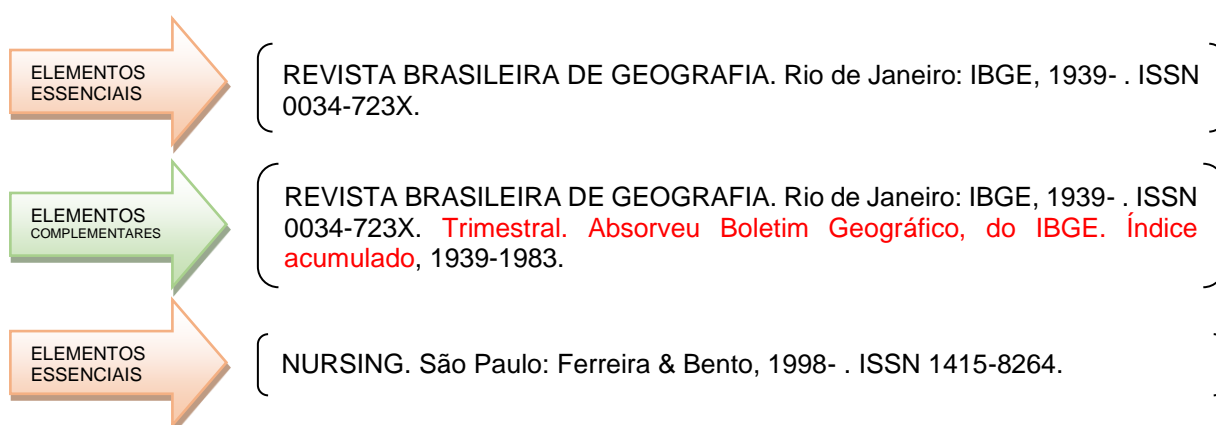 ELEMENTOS
ESSENCIAIS
REVISTA BRASILEIRA DE GEOGRAFIA. Rio de Janeiro: IBGE, 1939- . ISSN
0034-723X.
ELEMENTOS
COMPLEMENTARES
REVISTA BRASILEIRA DE GEOGRAFIA. Rio de Janeiro: IBGE, 1939- . ISSN
0034-723X. Trimestral. Absorveu Boletim Geográfico, do IBGE. Índice
acumulado, 1939-1983.
ELEMENTOS
ESSENCIAIS
NURSING. São Paulo: Ferreira & Bento, 1998- . ISSN 1415-8264.